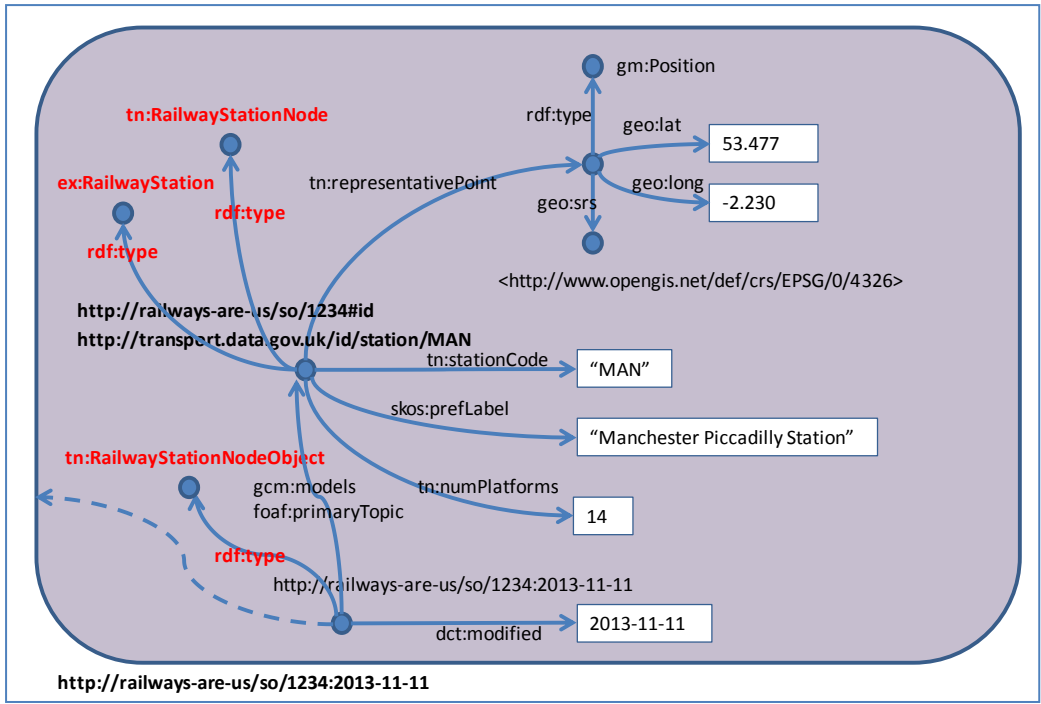 gm:Position
tn:RailwayStationNode
rdf:type
geo:lat
53.477
ex:RailwayStation
tn:representativePoint
geo:long
-2.230
rdf:type
geo:srs
rdf:type
<http://www.opengis.net/def/crs/EPSG/0/4326>
http://railways-are-us/so/1234#id
http://transport.data.gov.uk/id/station/MAN
tn:stationCode
“MAN”
skos:prefLabel
“Manchester Piccadilly Station”
tn:RailwayStationNodeObject
gcm:models
tn:numPlatforms
foaf:primaryTopic
14
rdf:type
http://railways-are-us/so/1234:2013-11-11
dct:modified
2013-11-11
http://railways-are-us/so/1234:2013-11-11